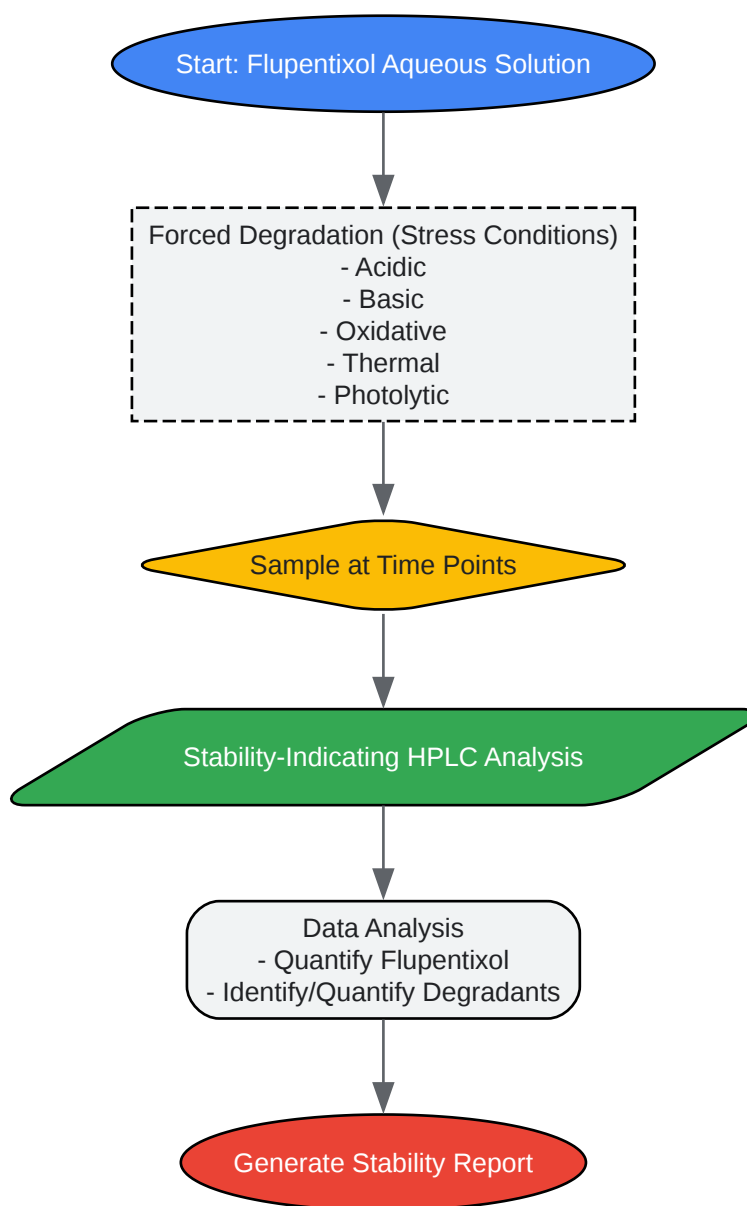 Start: Flupentixol Aqueous Solution
Forced Degradation (Stress Conditions)
- Acidic
- Basic
- Oxidative
- Thermal
- Photolytic
Sample at Time Points
Stability-Indicating HPLC Analysis
Data Analysis
- Quantify Flupentixol
- Identify/Quantify Degradants
Generate Stability Report